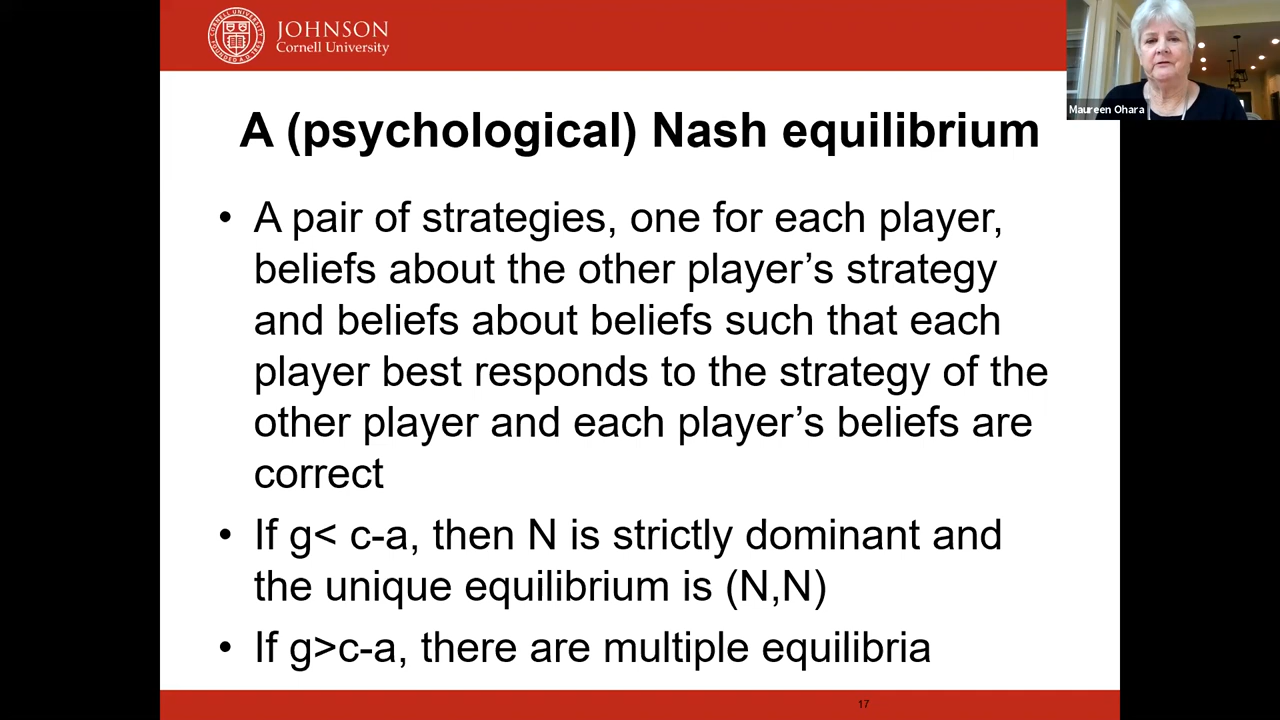 JOHNSON
Cornell University
Maureen Ohara
A (psychological) Nash equilibrium
• A pair of strategies, one for each player,
beliefs about the other player’s strategy
and beliefs about beliefs such that each
player best responds to the strategy of the
other player and each player’s beliefs are
correct
• If g< c-a, then N is strictly dominant and
the unique equilibrium is (N,N)
• If g>c-a, there are multiple equilibria
17